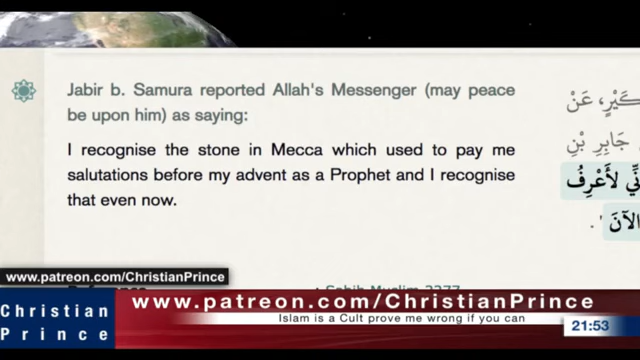 Jabir b. Samura reported Allah's Messenger (may peace
be upon him) as saying:
I recognise the stone in Mecca which used to pay me
salutations before my advent as a Prophet and I recognise
that even now.
كَيْرٍ، عَنْ
جَابِرِ بْنِ
لأَعْرِفُ
الآنَ
www.patreon.com/ChristianPrince
: Sahih Muslim 2277
www.patreon.com/ChristianPrince
Christian
Prince
Islam is a Cult prove me wrong if you can
21:53